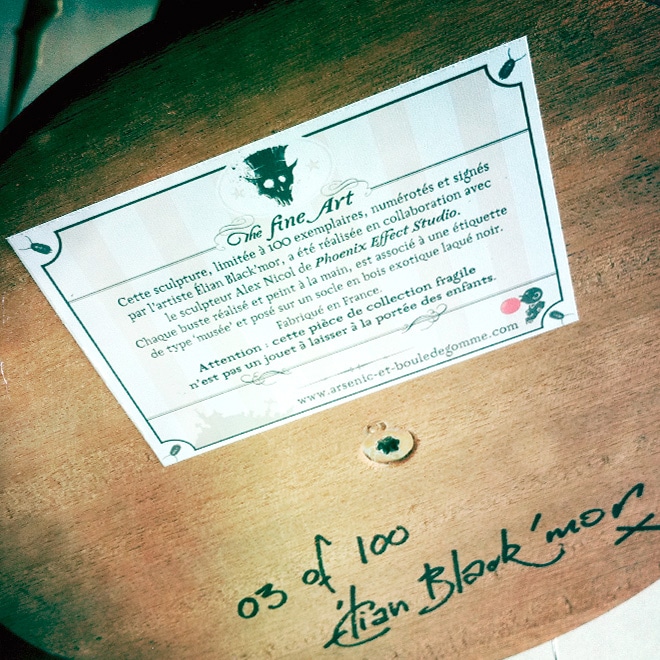 The fine Art
Cette sculpture, limitée à 100 exemplaires, numérotés et signés
par l'artiste Élian Black'mor, a été réalisée en collaboration avec
le sculpteur Alex Nicol de Phoenix Effect Studio.
Chaque buste réalisé et peint à la main, est associé à une étiquette
de type 'musée' et posé sur un socle en bois exotique laqué noir.
Fabriqué en France.
Attention : cette pièce de collection fragile
n'est pas un jouet à laisser à la portée des enfants.
www.arsenic-et-bouledegomme.com
03 of 100
Élian Black'mor